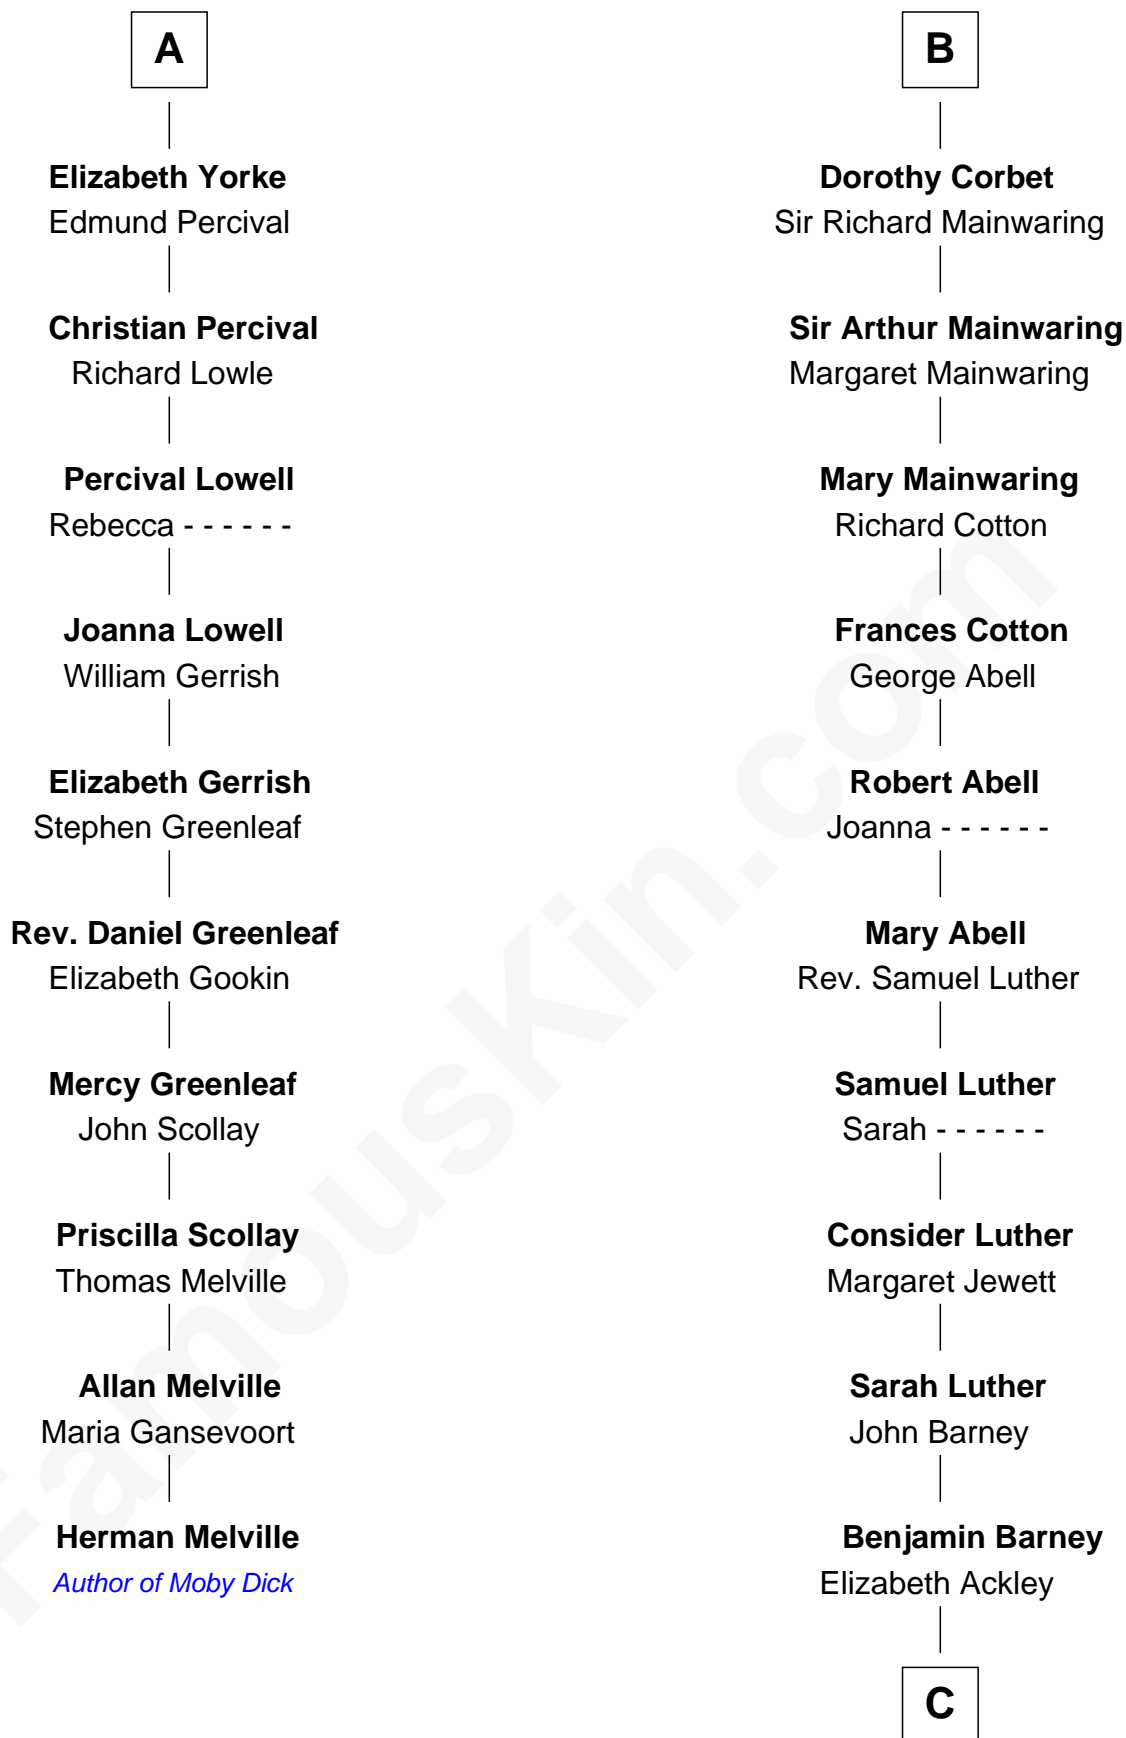 A
Elizabeth Yorke
Edmund Percival
Christian Percival
Richard Lowle
Percival Lowell
Rebecca - - - - - -
Joanna Lowell
William Gerrish
Elizabeth Gerrish
Stephen Greenleaf
Rev. Daniel Greenleaf
Elizabeth Gookin
Mercy Greenleaf
John Scollay
Priscilla Scollay
Thomas Melville
Allan Melville
Maria Gansevoort
Herman Melville
Author of Moby Dick
B
Dorothy Corbet
Sir Richard Mainwaring
Sir Arthur Mainwaring
Margaret Mainwaring
Mary Mainwaring
Richard Cotton
Frances Cotton
George Abell
Robert Abell
Joanna - - - - - -
Mary Abell
Rev. Samuel Luther
Samuel Luther
Sarah - - - - - -
Consider Luther
Margaret Jewett
Sarah Luther
John Barney
Benjamin Barney
Elizabeth Ackley
C
FamousKin.com